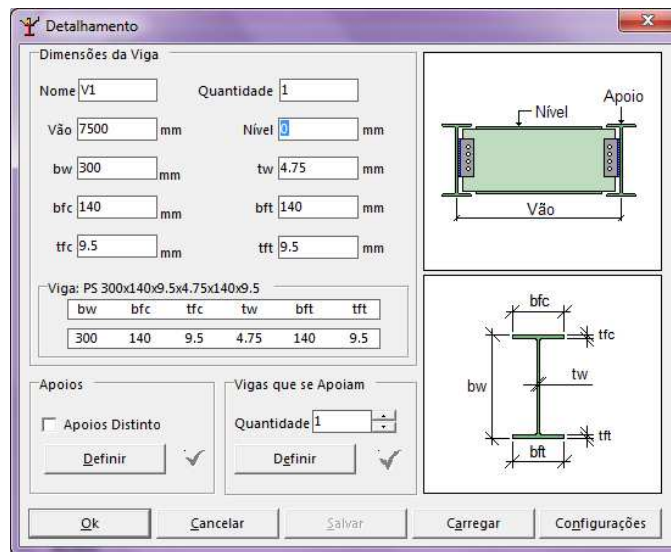 Detalhamento
Dimensões da Viga
Nome V1 Quantidade 1
Vão 7500 mm Nível 0 mm
bw 300 mm tw 4.75 mm
bfc 140 mm bft 140 mm
tfc 9.5 mm tft 9.5 mm
Viga: PS 300x140x9.5x4.75x140x9.5
bw bfc tfc tw bft tft
300 140 9.5 4.75 140 9.5
Apoios
Apoios Distinto
Definir
Vigas que se Apoiam
Quantidade 1
Definir
Nível Apoio
Vão
bfc
tfc
bw tw
tft
bft
Ok Cancelar Salvar Carregar Configurações